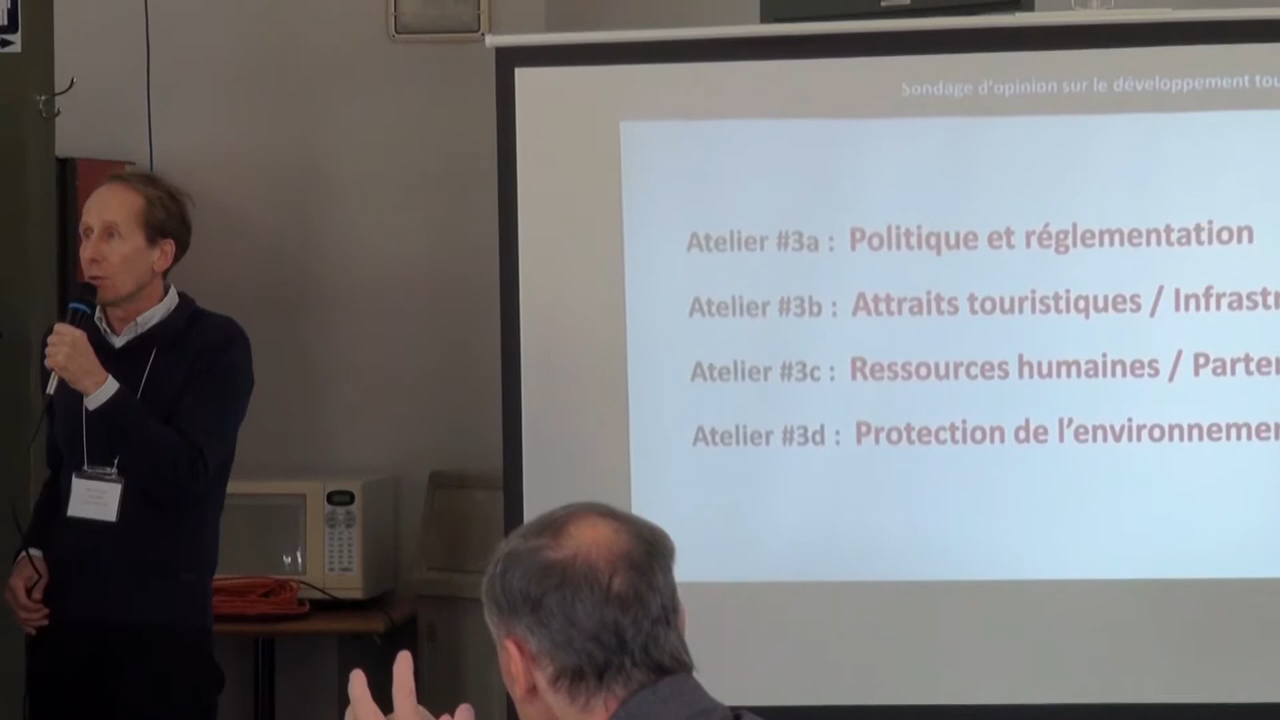 Sondage d'opinion sur le développement tou
Atelier #3a : Politique et réglementation
Atelier #3b : Attraits touristiques / Infrastr
Atelier #3c : Ressources humaines / Parten
Atelier #3d : Protection de l'environnemen